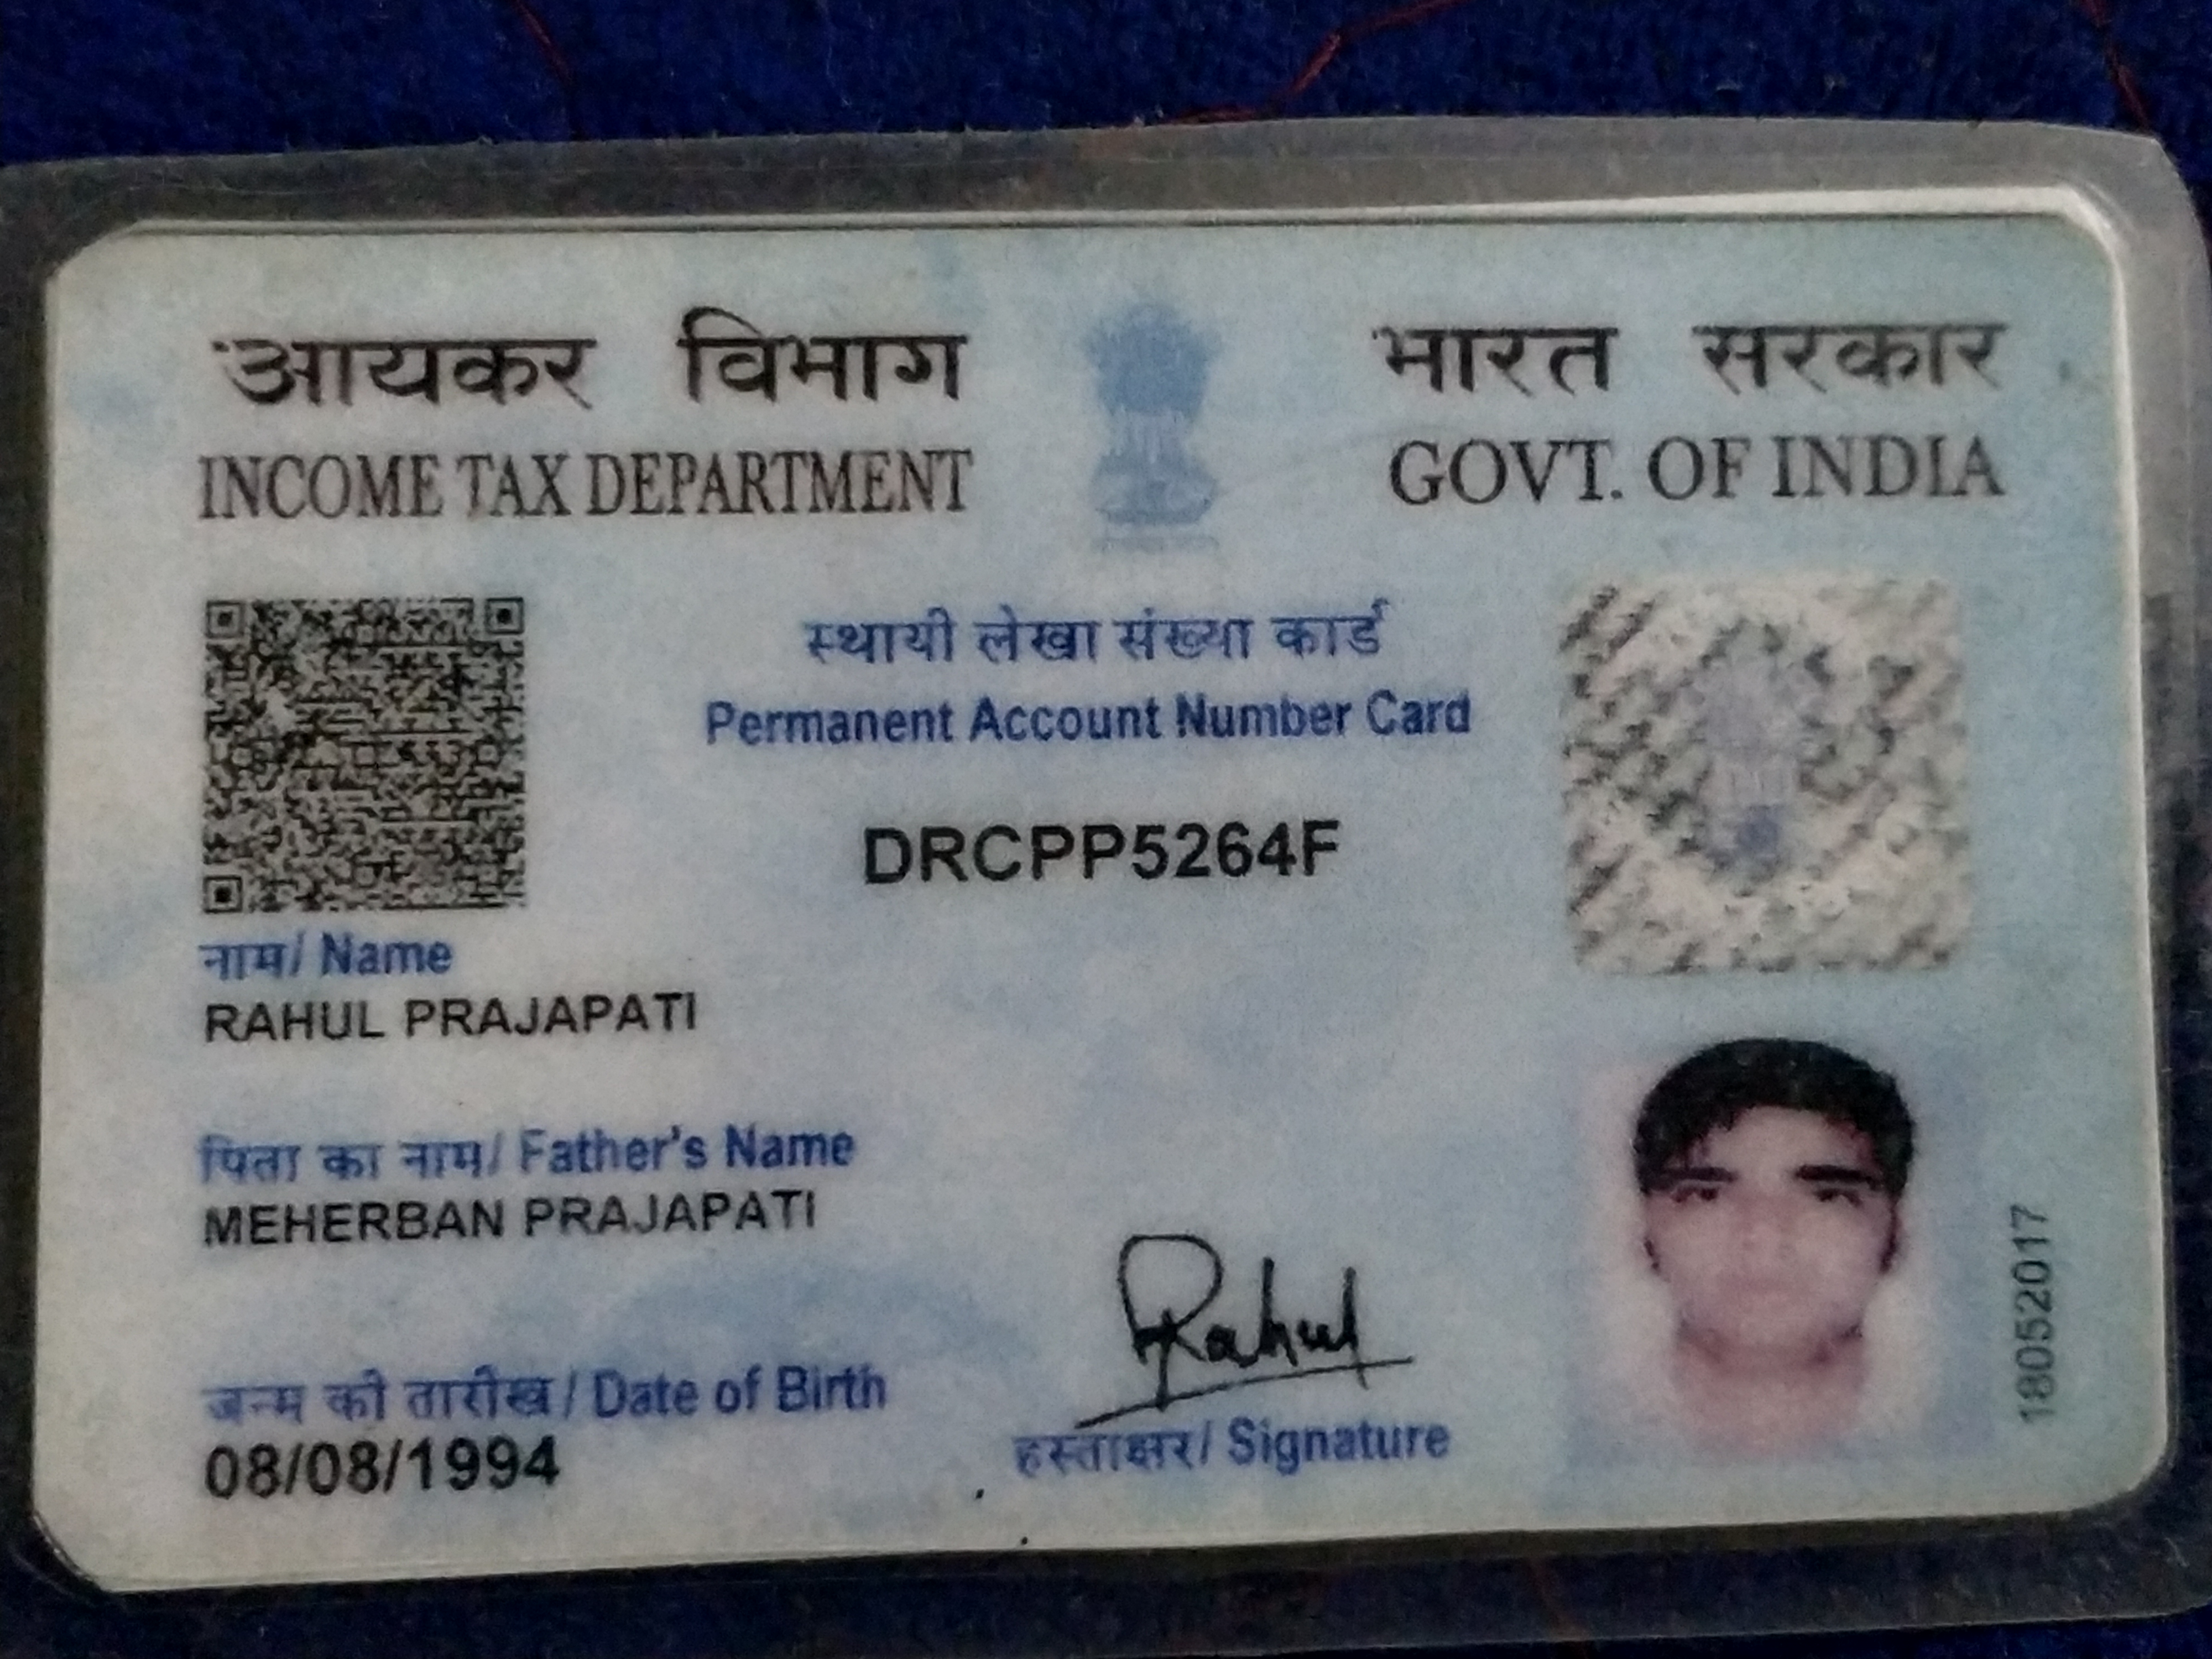 आयकर विभाग
INCOME TAX DEPARTMENT
भारत सरकार
GOVT. OF INDIA
स्थायी लेखा संख्या कार्ड
Permanent Account Number Card
DRCPP5264F
नाम/ Name
RAHUL PRAJAPATI
पिता का नाम/ Father's Name
MEHERBAN PRAJAPATI
जन्म की तारीख/ Date of Birth
08/08/1994
Rahul
हस्ताक्षर/ Signature
18052017